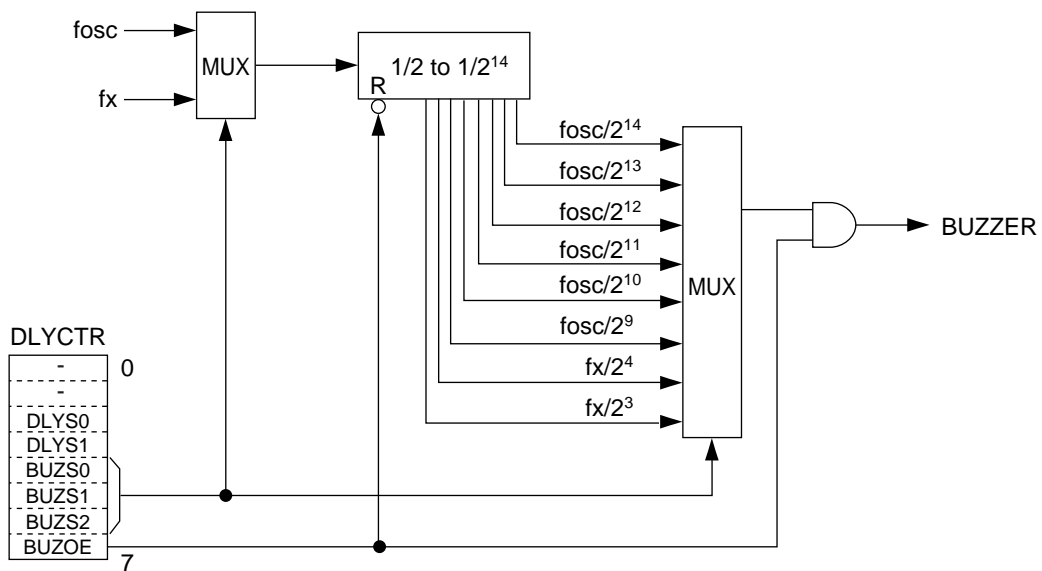 fosc
fx
MUX
1/2 to 1/2¹⁴
R
fosc/2¹⁴
fosc/2¹³
fosc/2¹²
fosc/2¹¹
fosc/2¹⁰
fosc/2⁹
fx/2⁴
fx/2³
MUX
BUZZER
DLYCTR
- 0
-
DLYS0
DLYS1
BUZS0
BUZS1
BUZS2
BUZOE
7